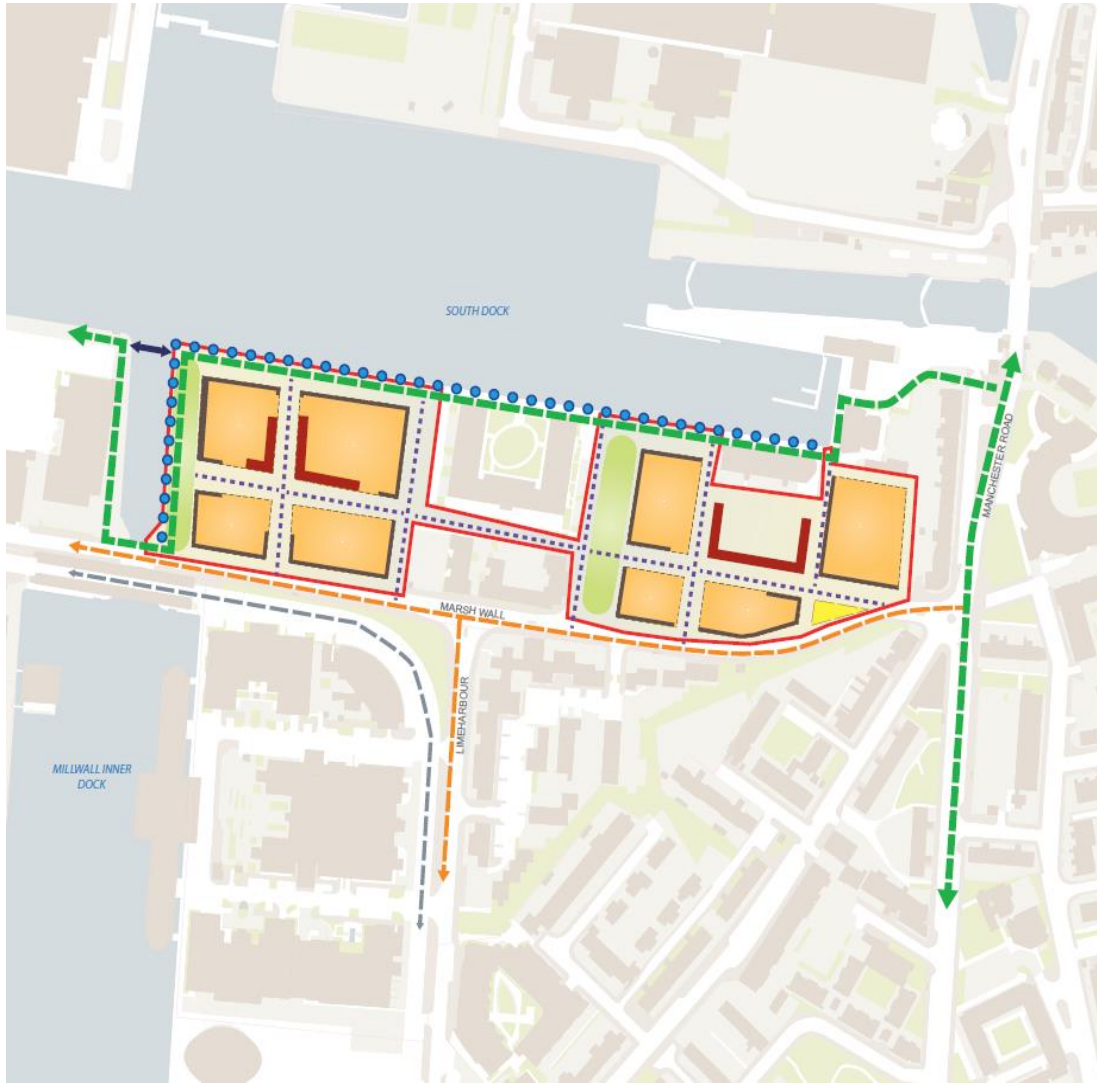 SOUTH DOCK
MANCHESTER ROAD
MARSH WALL
LIMEHARBOUR
MILLWALL INNER
DOCK